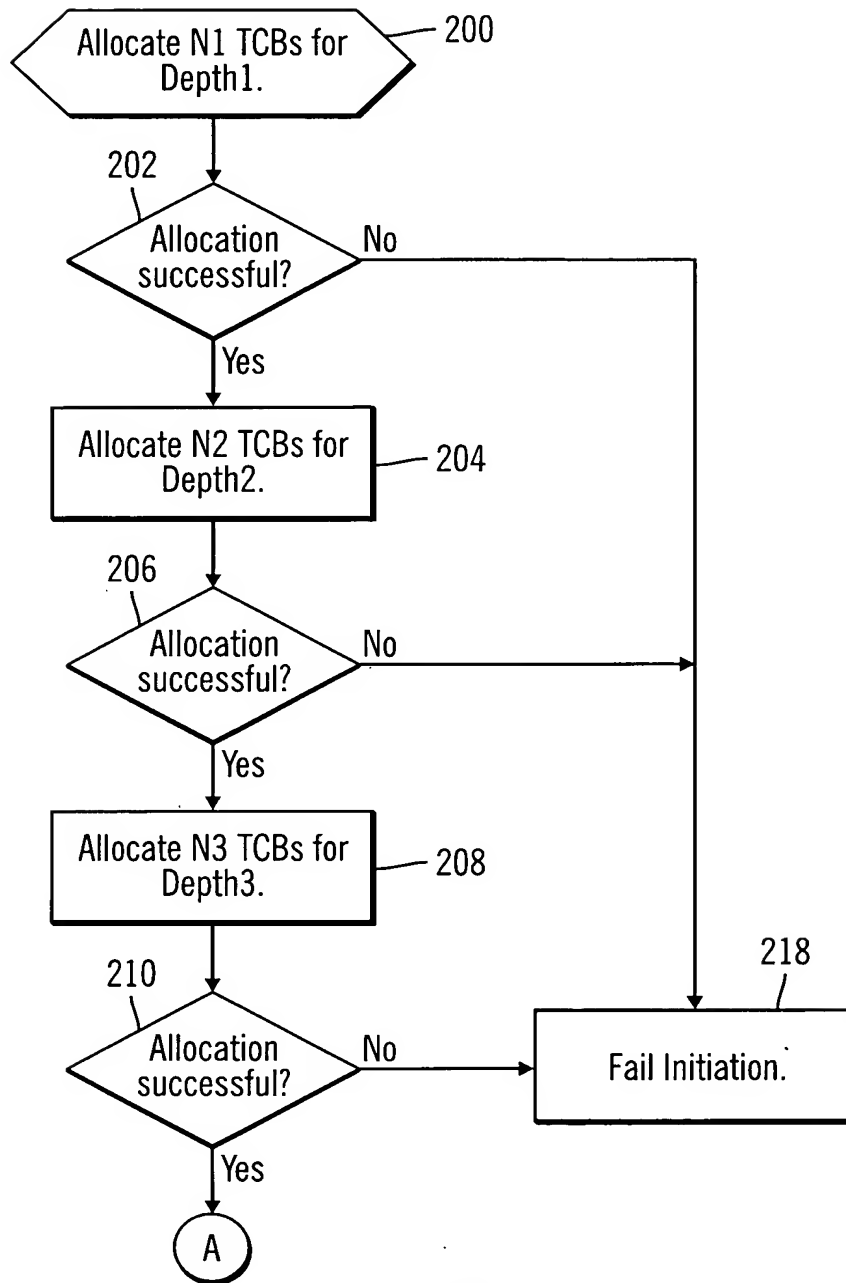 Allocate N1 TCBs for
Depth1.
200
202
Allocation
successful?
No
Yes
Allocate N2 TCBs for
Depth2.
204
206
Allocation
successful?
No
Yes
Allocate N3 TCBs for
Depth3.
208
210
Allocation
successful?
No
218
Fail Initiation.
Yes
A